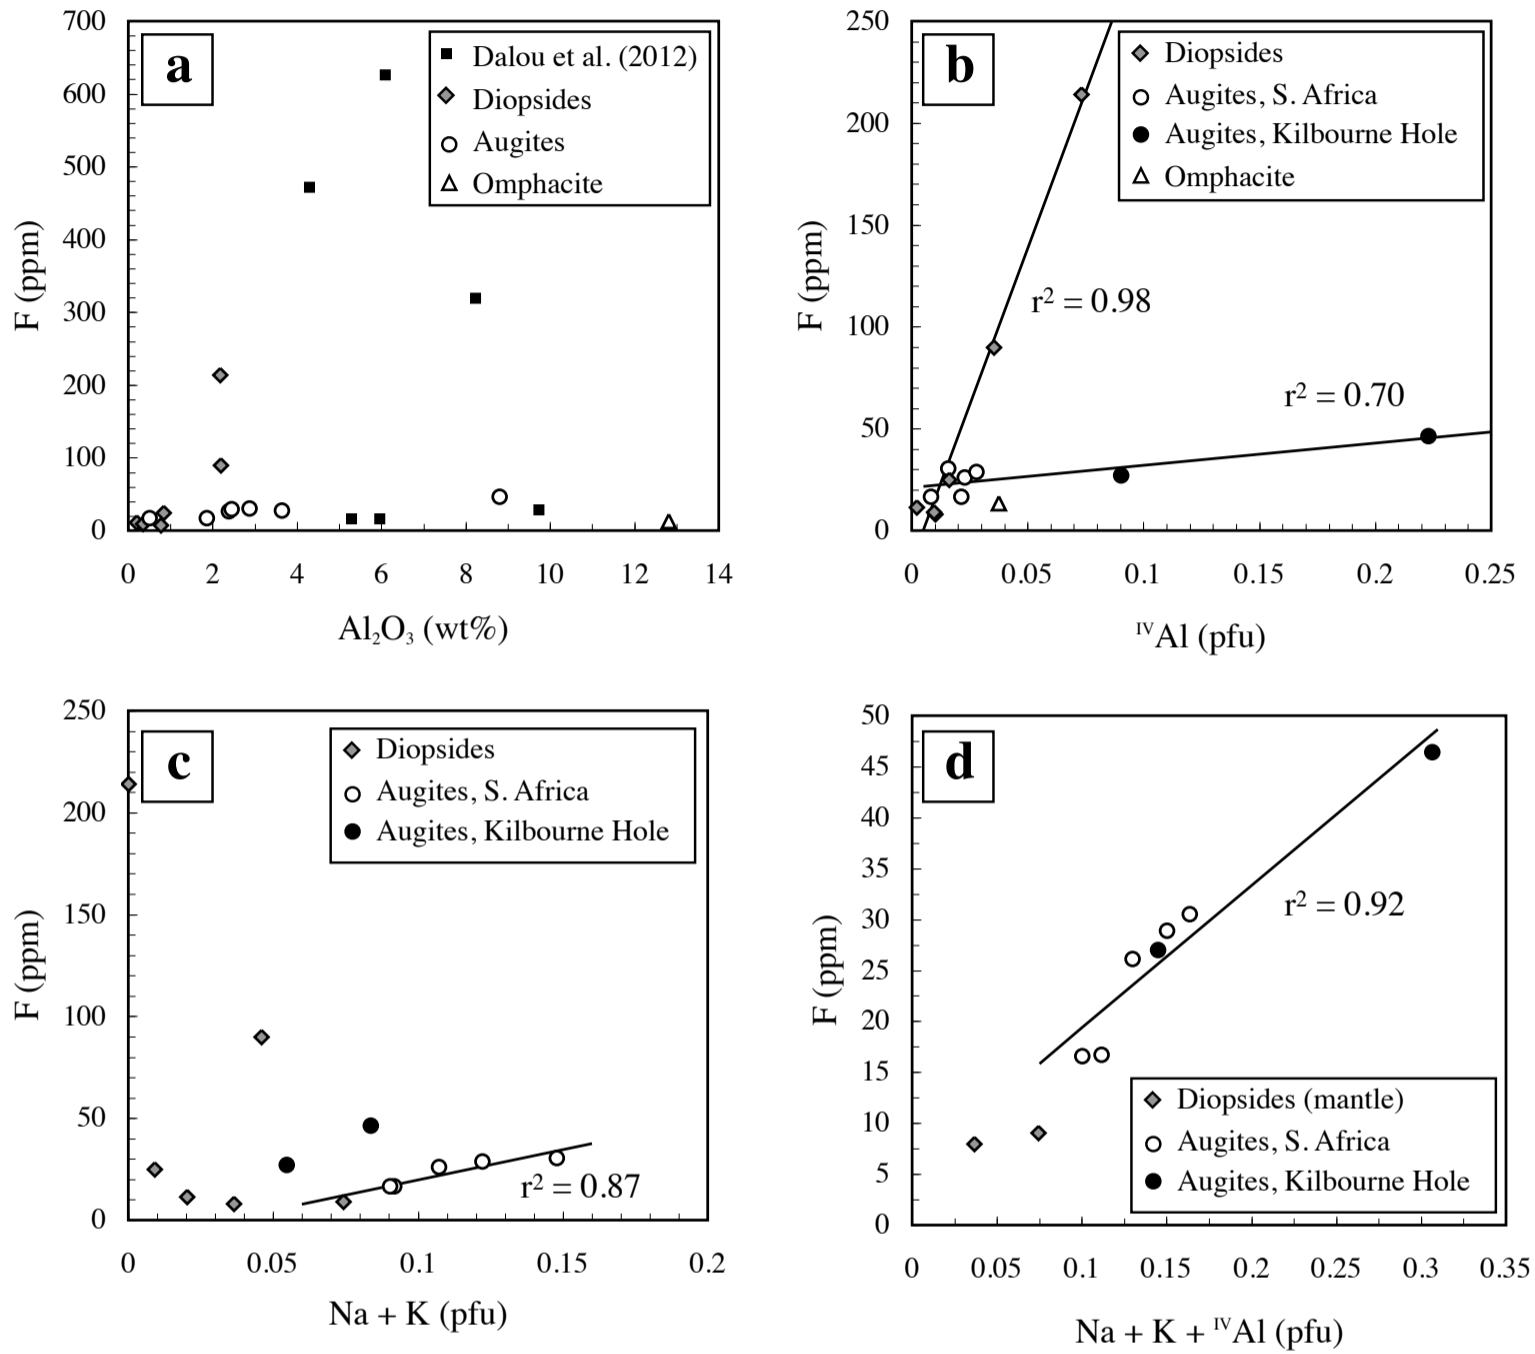 a
700
600
500
400
300
200
100
0
F (ppm)
Dalou et al. (2012)
Diopsides
Augites
Omphacite
0 2 4 6 8 10 12 14
Al₂O₃ (wt%)
b
250
200
150
100
50
0
F (ppm)
Diopsides
Augites, S. Africa
Augites, Kilbourne Hole
Omphacite
r² = 0.98
r² = 0.70
0 0.05 0.1 0.15 0.2 0.25
ᴵⱽAl (pfu)
c
250
200
150
100
50
0
F (ppm)
Diopsides
Augites, S. Africa
Augites, Kilbourne Hole
r² = 0.87
0 0.05 0.1 0.15 0.2
Na + K (pfu)
d
50
45
40
35
30
25
20
15
10
5
0
F (ppm)
r² = 0.92
Diopsides (mantle)
Augites, S. Africa
Augites, Kilbourne Hole
0 0.05 0.1 0.15 0.2 0.25 0.3 0.35
Na + K + ᴵⱽAl (pfu)